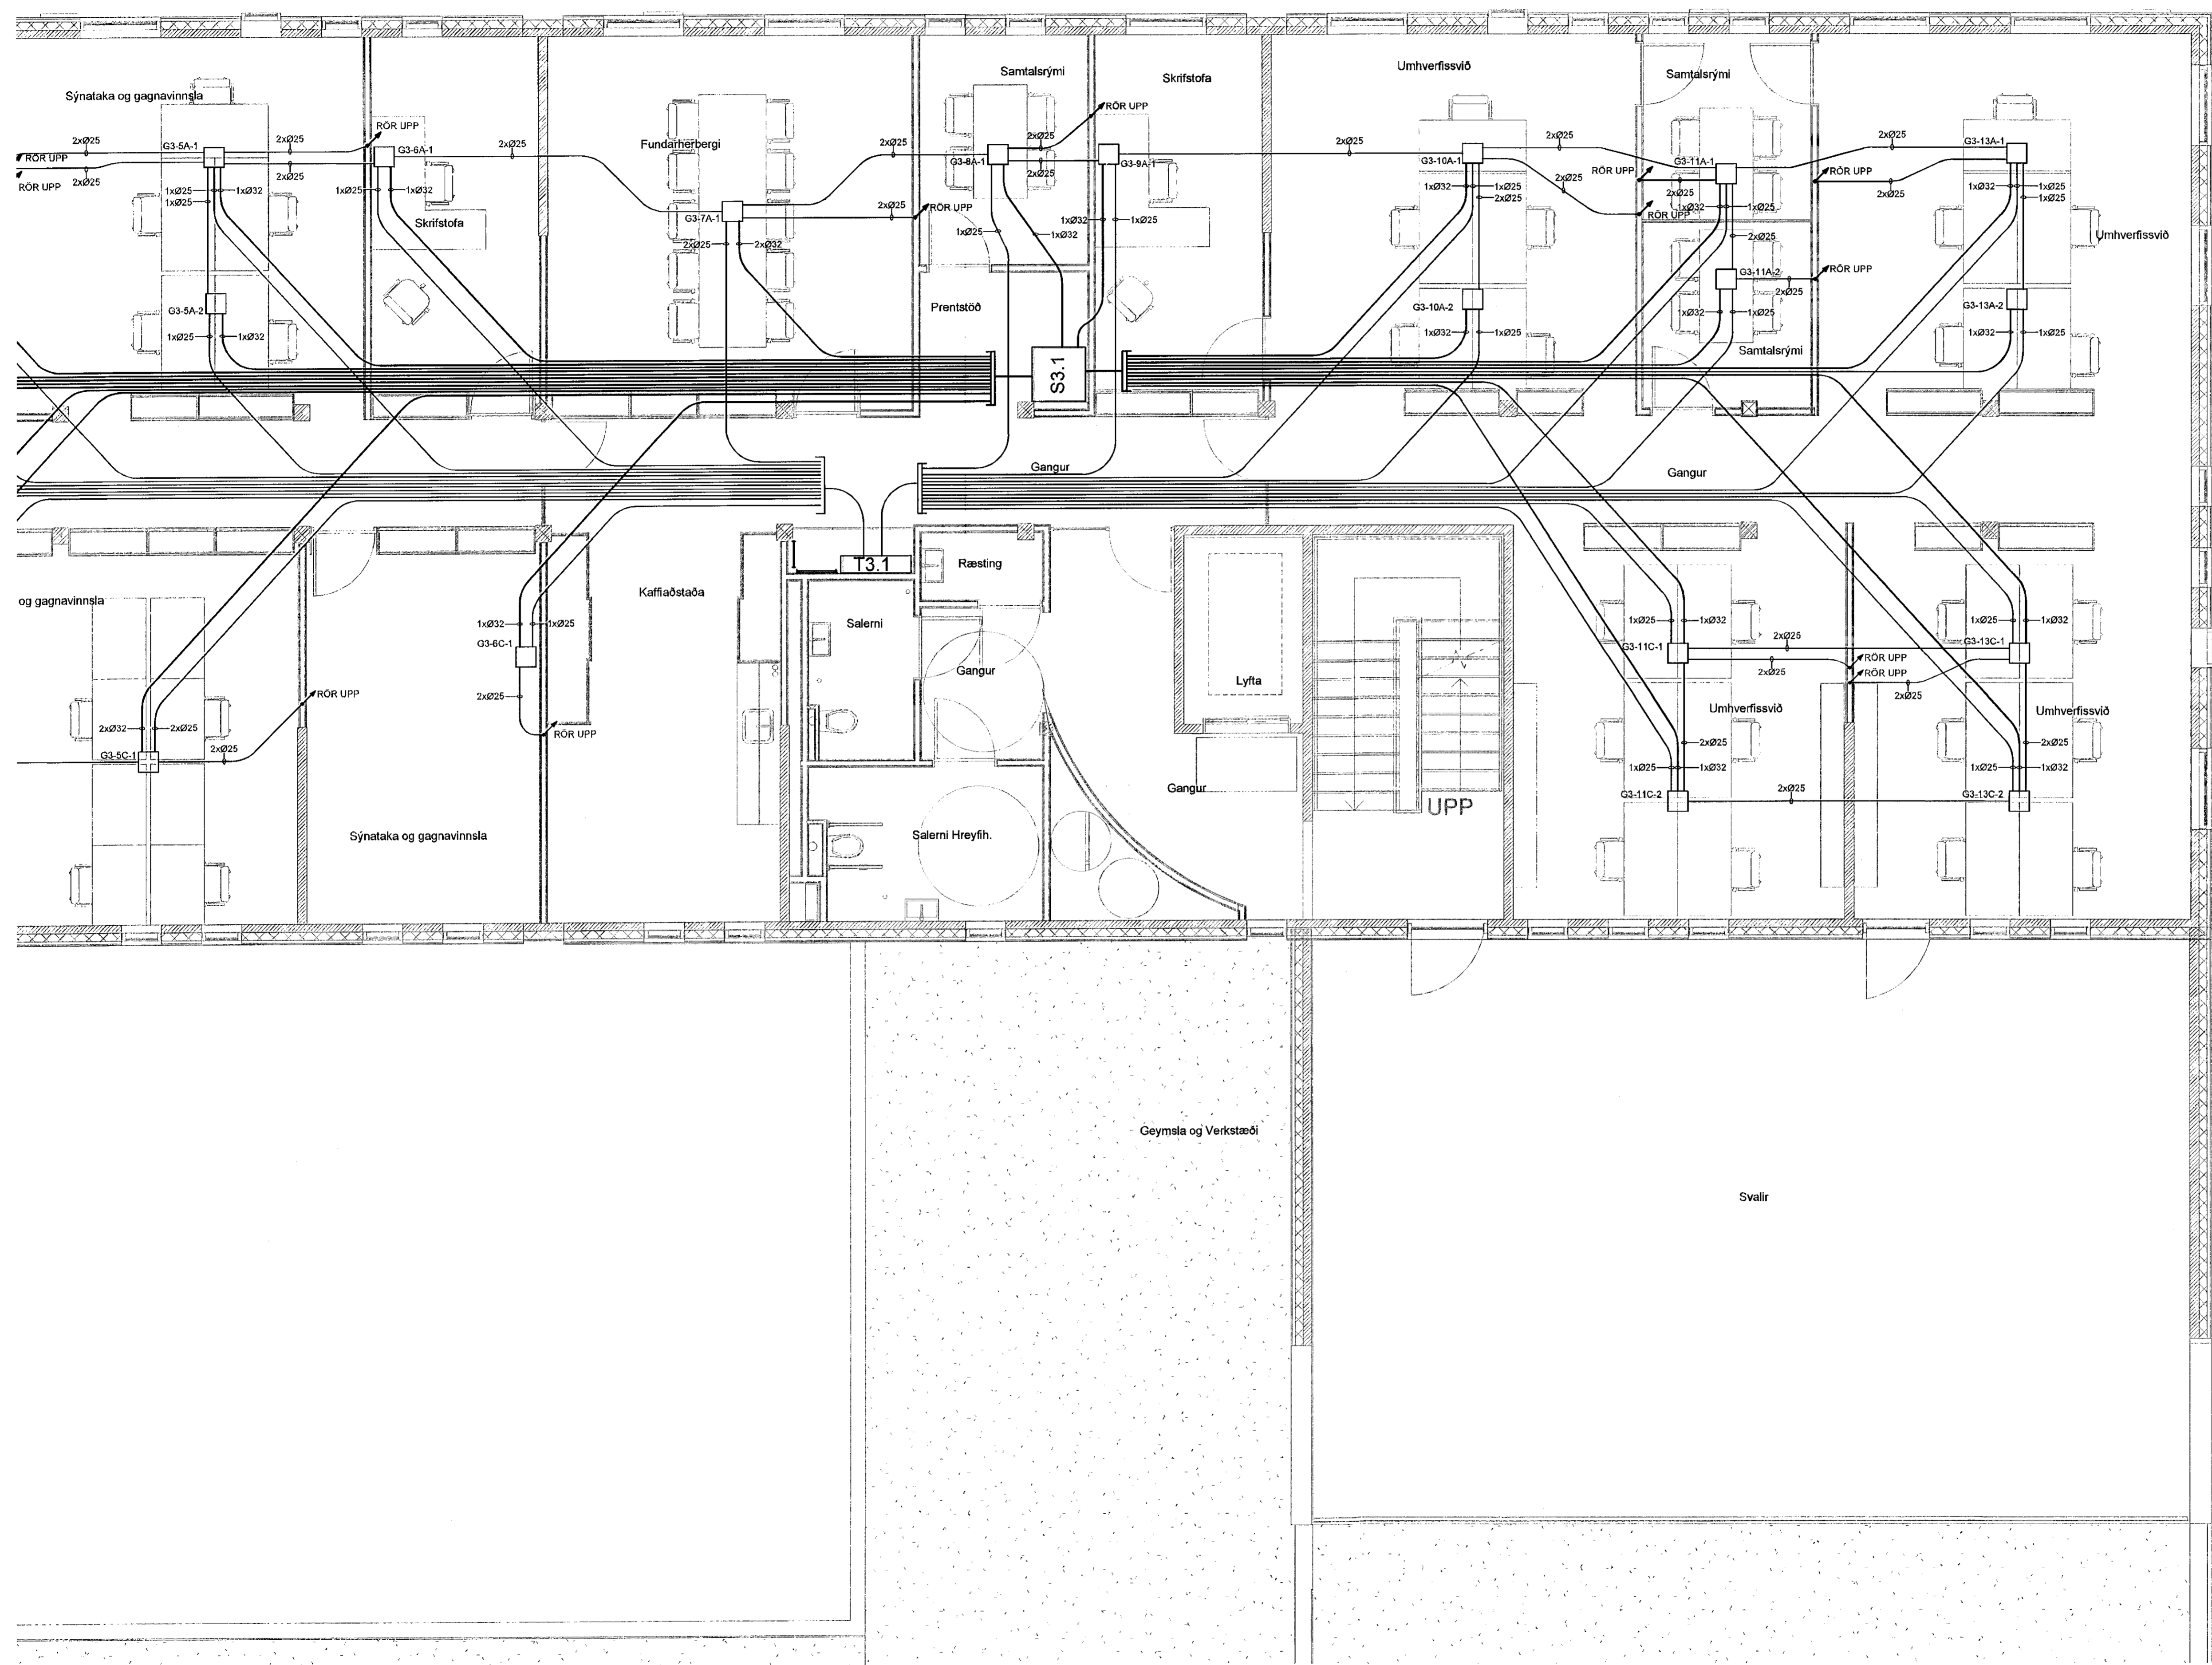 Samtalsrými
Skrifstofa
Umhverfissvið
Samtalsrými
Sýnataka og gagnavinnsla
RÖR UPP
RÖR UPP
2xØ25
2xØ25
G3-5A-1
2xØ25
2xØ25
RÖR UPP
RÖR UPP
2xØ25
G3-6A-1
2xØ25
Fundarherbergi
2xØ25
G3-8A-1
2xØ25
2xØ25
G3-9A-1
2xØ25
G3-10A-1
2xØ25
2xØ25
RÖR UPP
G3-11A-1
2xØ25
RÖR UPP
2xØ25
G3-13A-1
RÖR UPP
2xØ25
1xØ25
1xØ32
1xØ25
1xØ25
1xØ32
Skrifstofa
G3-7A-1
2xØ25
RÖR UPP
2xØ25
2xØ32
1xØ25
1xØ32
1xØ32
1xØ25
1xØ32
1xØ25
2xØ25
1xØ32
1xØ25
2xØ25
1xØ32
1xØ25
1xØ25
Umhverfissvið
G3-5A-2
1xØ25
1xØ32
Prentstöð
S3.1
G3-10A-2
1xØ32
1xØ25
G3-11A-2
2xØ25
RÖR UPP
1xØ32
1xØ25
Samtalsrými
G3-13A-2
1xØ32
1xØ25
Gangur
Gangur
T3.1
Ræsting
og gagnavinnsla
Kaffiaðstaða
Salerni
1xØ32
1xØ25
G3-6C-1
2xØ25
RÖR UPP
RÖR UPP
Gangur
Lyfta
1xØ25
1xØ32
G3-11C-1
2xØ25
2xØ25
RÖR UPP
RÖR UPP
2xØ25
1xØ25
1xØ32
G3-13C-1
Umhverfissvið
Umhverfissvið
2xØ32
2xØ25
G3-5C-1
2xØ25
2xØ25
1xØ25
1xØ32
G3-11C-2
2xØ25
2xØ25
1xØ25
1xØ32
G3-13C-2
Gangur
UPP
Sýnataka og gagnavinnsla
Salerni Hreyfih.
Geymsla og Verkstæði
Svalir